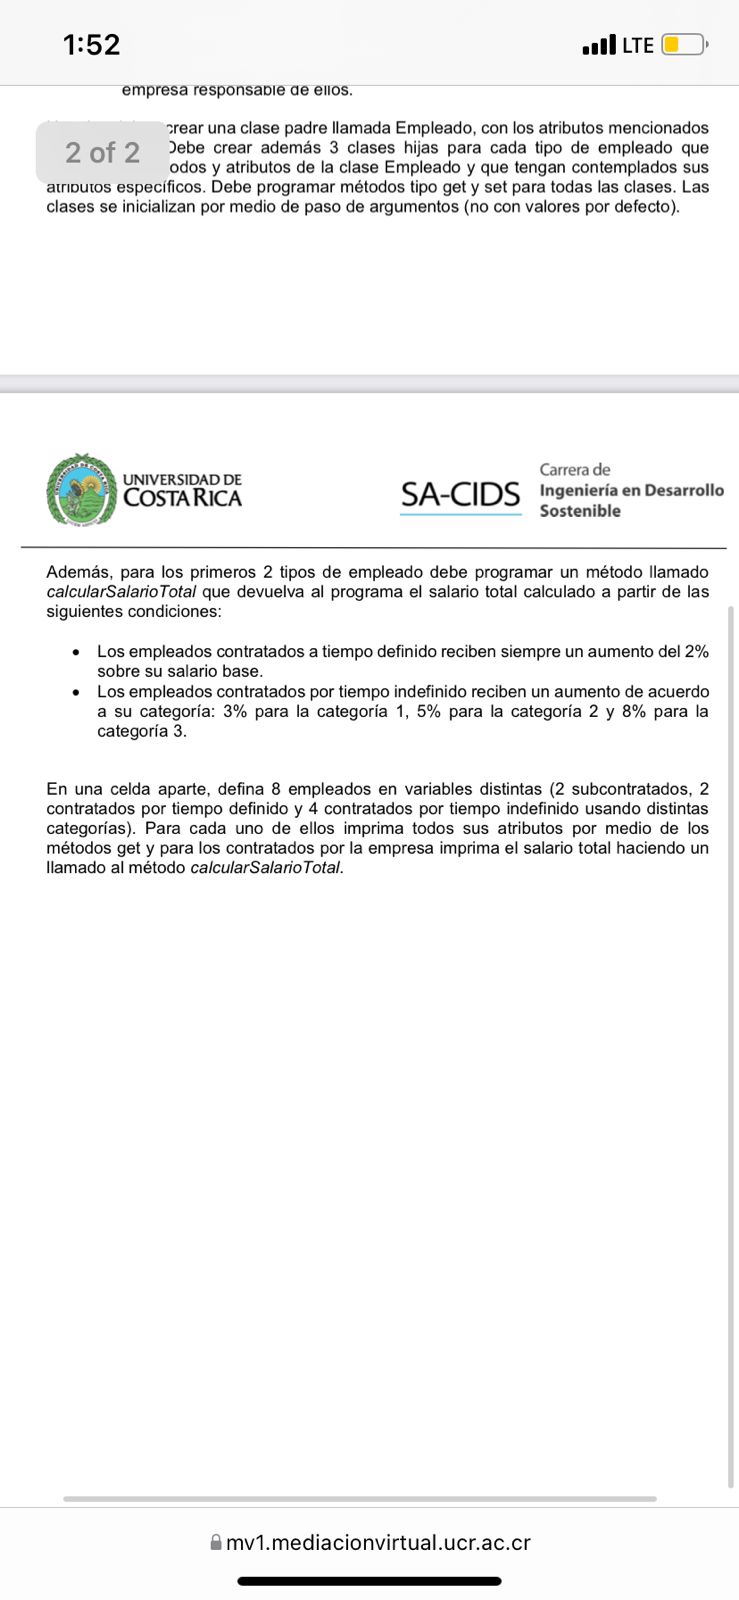 1:52
LTE
empresa responsable de ellos.
crear una clase padre llamada Empleado, con los atributos mencionados
2 of 2
Debe crear además 3 clases hijas para cada tipo de empleado que
odos y atributos de la clase Empleado y que tengan contemplados sus
atributos específicos. Debe programar métodos tipo get y set para todas las clases. Las
clases se inicializan por medio de paso de argumentos (no con valores por defecto).
UNIVERSIDAD DE
COSTA RICA
SA-CIDS
Carrera de
Ingeniería en Desarrollo
Sostenible
Además, para los primeros 2 tipos de empleado debe programar un método llamado
calcularSalarioTotal que devuelva al programa el salario total calculado a partir de las
siguientes condiciones:
• Los empleados contratados a tiempo definido reciben siempre un aumento del 2%
sobre su salario base.
• Los empleados contratados por tiempo indefinido reciben un aumento de acuerdo
a su categoría: 3% para la categoría 1, 5% para la categoría 2 y 8% para la
categoría 3.
En una celda aparte, defina 8 empleados en variables distintas (2 subcontratados, 2
contratados por tiempo definido y 4 contratados por tiempo indefinido usando distintas
categorías). Para cada uno de ellos imprima todos sus atributos por medio de los
métodos get y para los contratados por la empresa imprima el salario total haciendo un
llamado al método calcularSalarioTotal.
mv1.mediacionvirtual.ucr.ac.cr